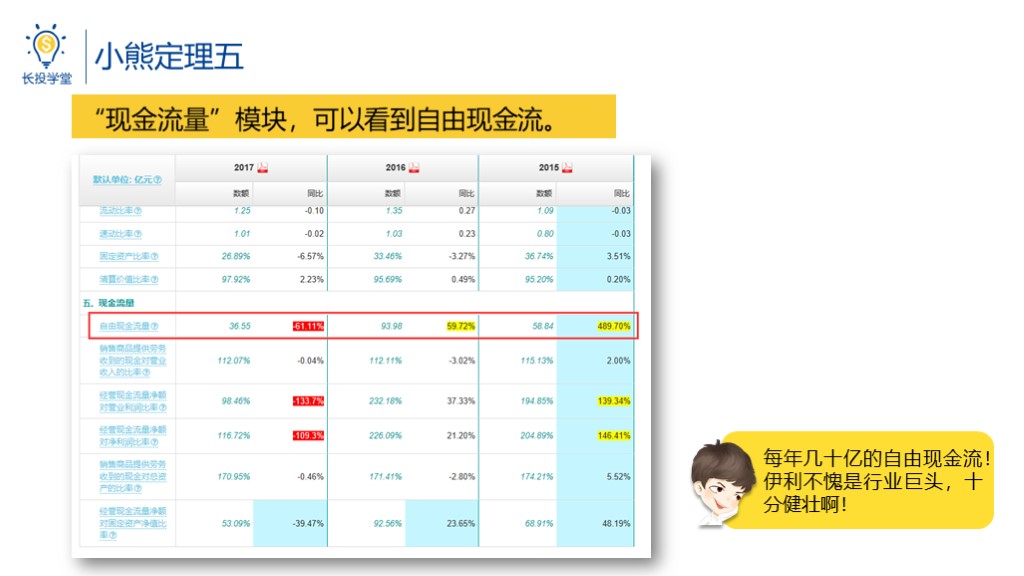 长投学堂
小熊定理五
“现金流量”模块，可以看到自由现金流。
默认单位: 亿元 2017 2016 2015
数额 同比 数额 同比 数额 同比
流动比率 1.25 -0.10 1.35 0.27 1.09 -0.03
速动比率 1.01 -0.02 1.03 0.23 0.80 -0.03
固定资产比率 26.89% -6.57% 33.46% -3.27% 36.74% 3.51%
清算价值比率 97.92% 2.23% 95.69% 0.49% 95.20% 0.20%
五、现金流量
自由现金流量 36.55 -61.11% 93.98 59.72% 58.84 489.70%
销售商品提供劳务
收到的现金对营业
收入的比率
112.07% -0.04% 112.11% -3.02% 115.13% 2.00%
经营现金流量净额
对营业利润比率
98.46% -133.7% 232.18% 37.33% 194.85% 139.34%
经营现金流量净额
对净利润比率
116.72% -109.3% 226.09% 21.20% 204.89% 146.41%
销售商品提供劳务
收到的现金对总资
产的比率
170.95% -0.46% 171.41% -2.80% 174.21% 5.52%
经营现金流量净额
对固定资产净值比
率
53.09% -39.47% 92.56% 23.65% 68.91% 48.19%
每年几十亿的自由现金流！
伊利不愧是行业巨头，十
分健壮啊！